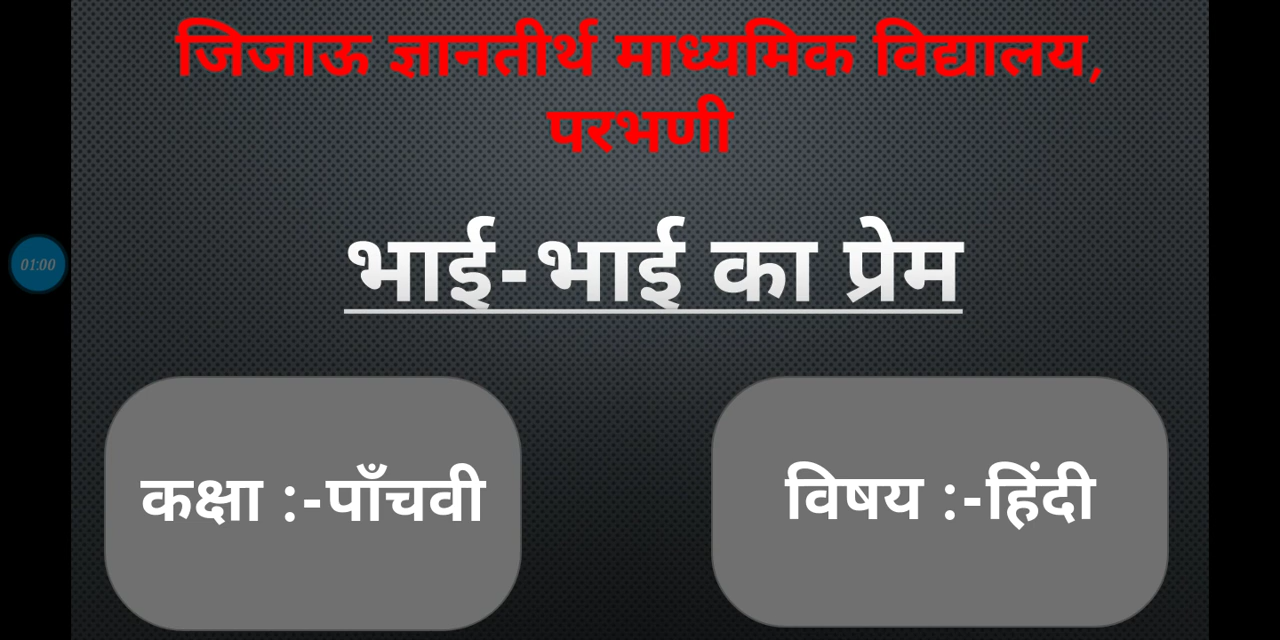 जिजाऊ ज्ञानतीर्थ माध्यमिक विद्यालय,
परभणी
भाई-भाई का प्रेम
01:00
कक्षा :-पाँचवी
विषय :-हिंदी